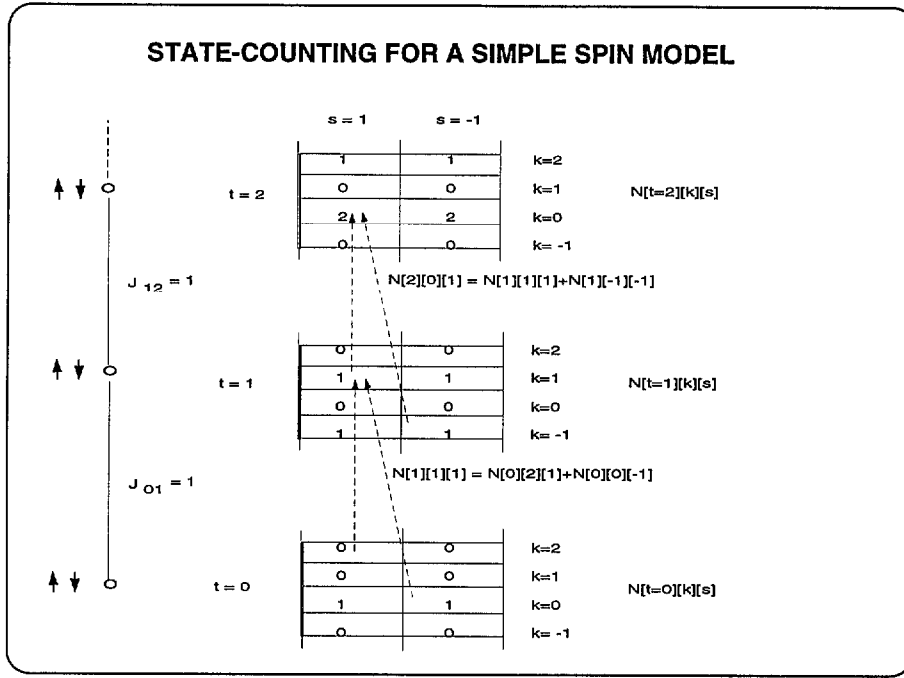 STATE-COUNTING FOR A SIMPLE SPIN MODEL
s = 1 s = -1
1 1 k=2
t = 2 0 0 k=1 N[t=2][k][s]
2 2 k=0
0 0 k= -1
J 12 = 1 N[2][0][1] = N[1][1][1]+N[1][-1][-1]
0 0 k=2
t = 1 1 1 k=1 N[t=1][k][s]
0 0 k=0
1 1 k= -1
J 01 = 1 N[1][1][1] = N[0][2][1]+N[0][0][-1]
0 0 k=2
t = 0 0 0 k=1 N[t=0][k][s]
1 1 k=0
0 0 k= -1